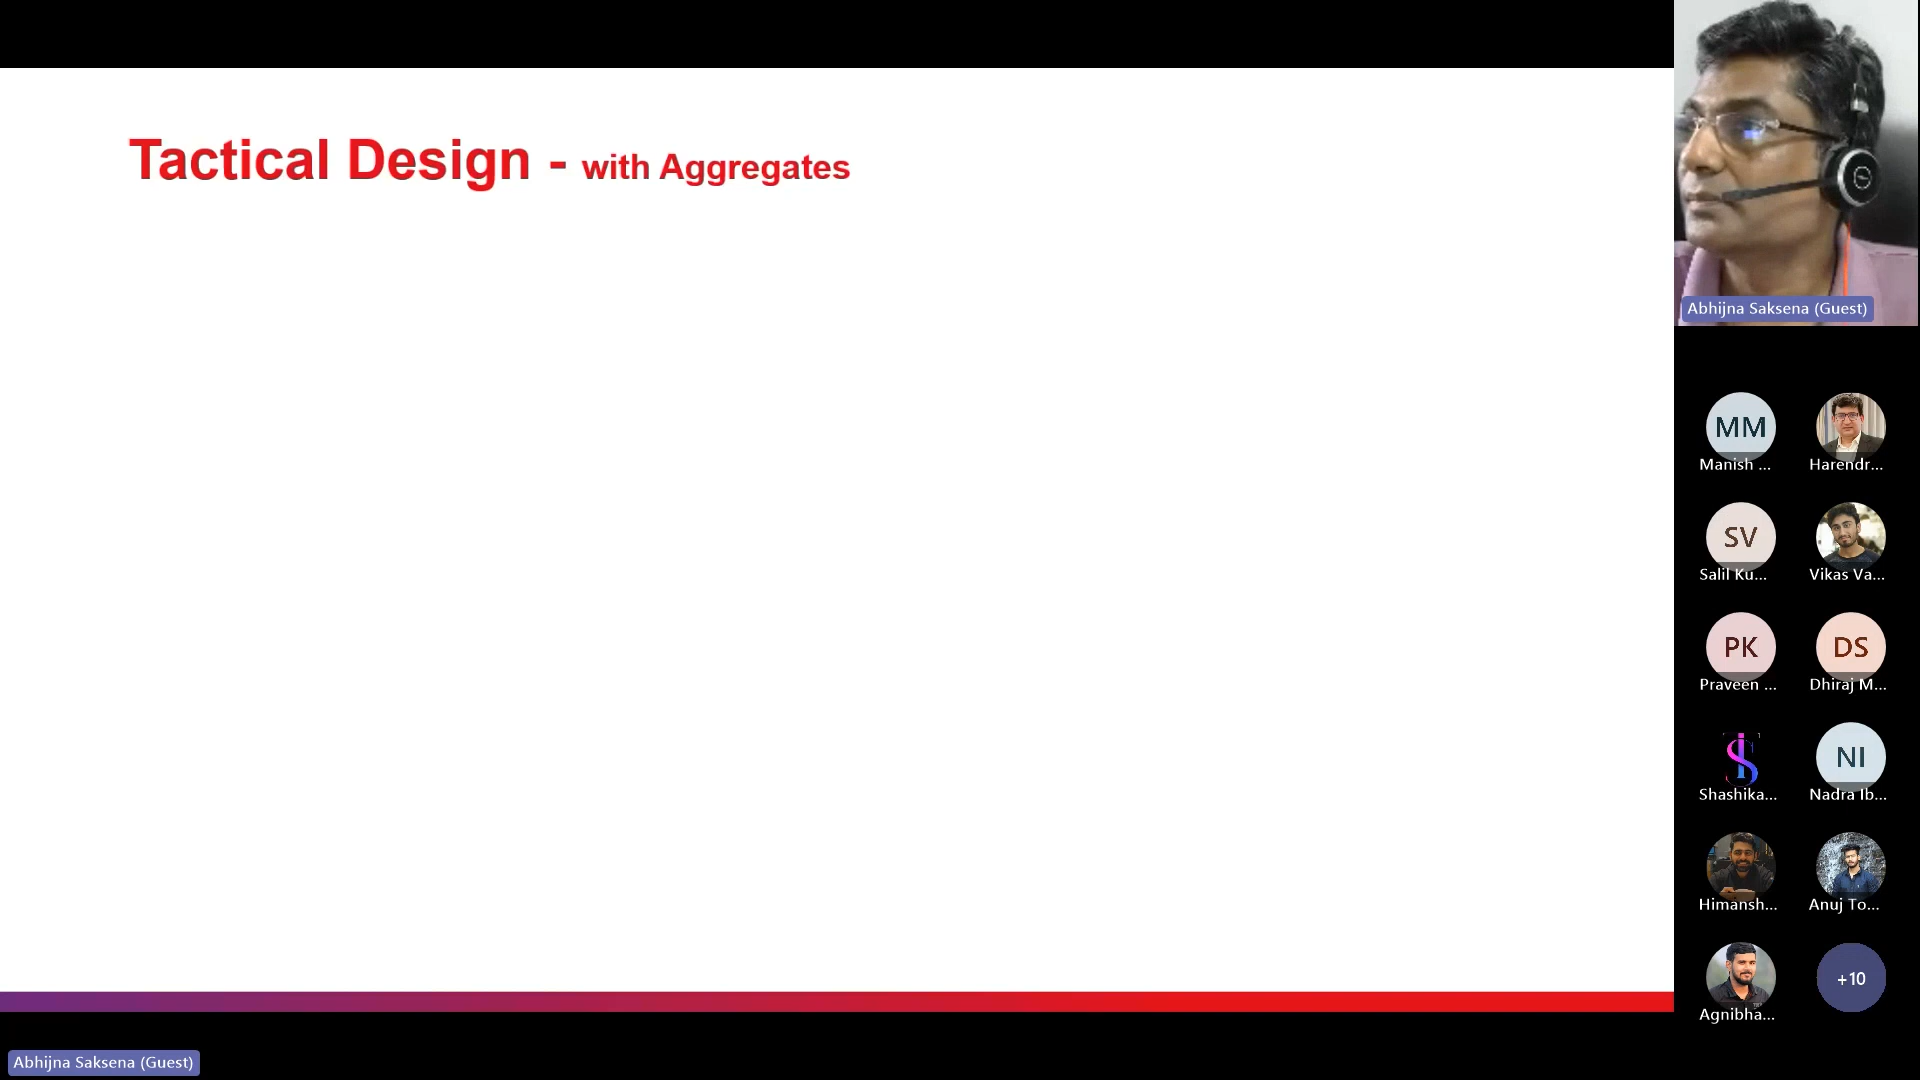 Tactical Design - with Aggregates
Abhijna Saksena (Guest)
MM
Manish ...
Harendr...
SV
Salil Ku...
Vikas Va...
PK
Praveen ...
DS
Dhiraj M...
Shashika...
NI
Nadra Ib...
Himansh...
Anuj To...
Agnibha...
+10
Abhijna Saksena (Guest)